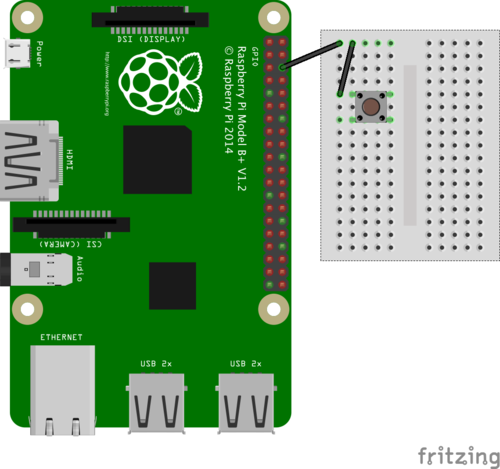 DSI (DISPLAY)
Power
http://www.raspberrypi.org
GPIO
Raspberry Pi Model B+ V1.2
© Raspberry Pi 2014
HDMI
CSI (CAMERA)
Audio
ETHERNET
USB 2x
USB 2x
fritzing